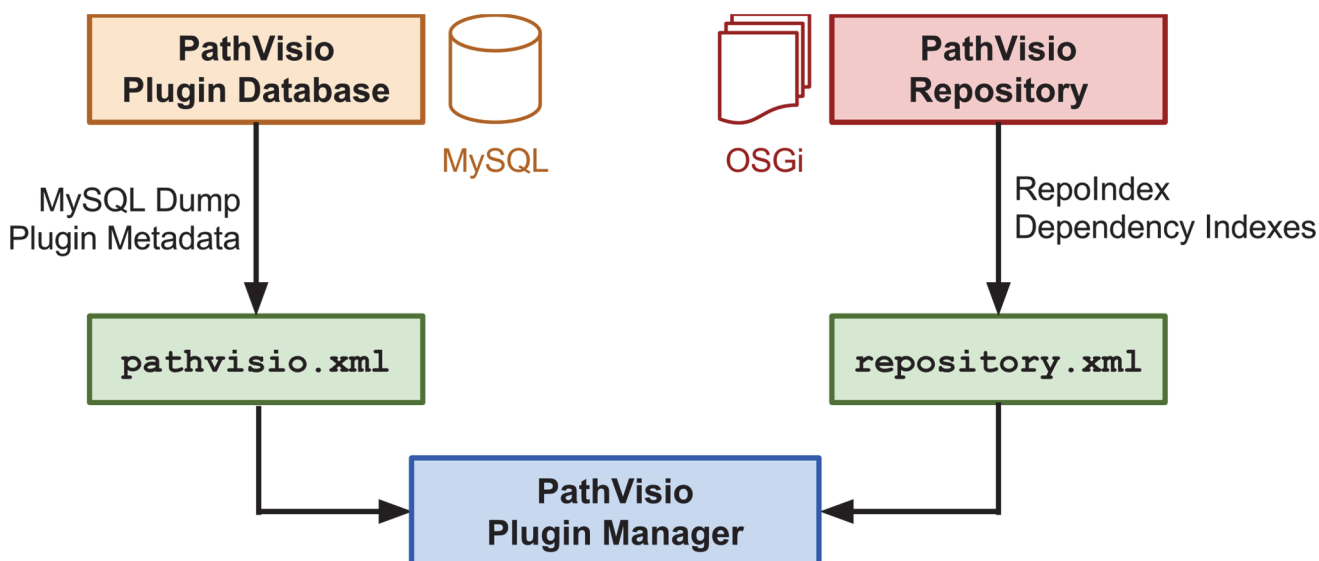 PathVisio
Plugin Database
MySQL
OSGi
PathVisio
Repository
MySQL Dump
Plugin Metadata
RepoIndex
Dependency Indexes
pathvisio.xml
repository.xml
PathVisio
Plugin Manager